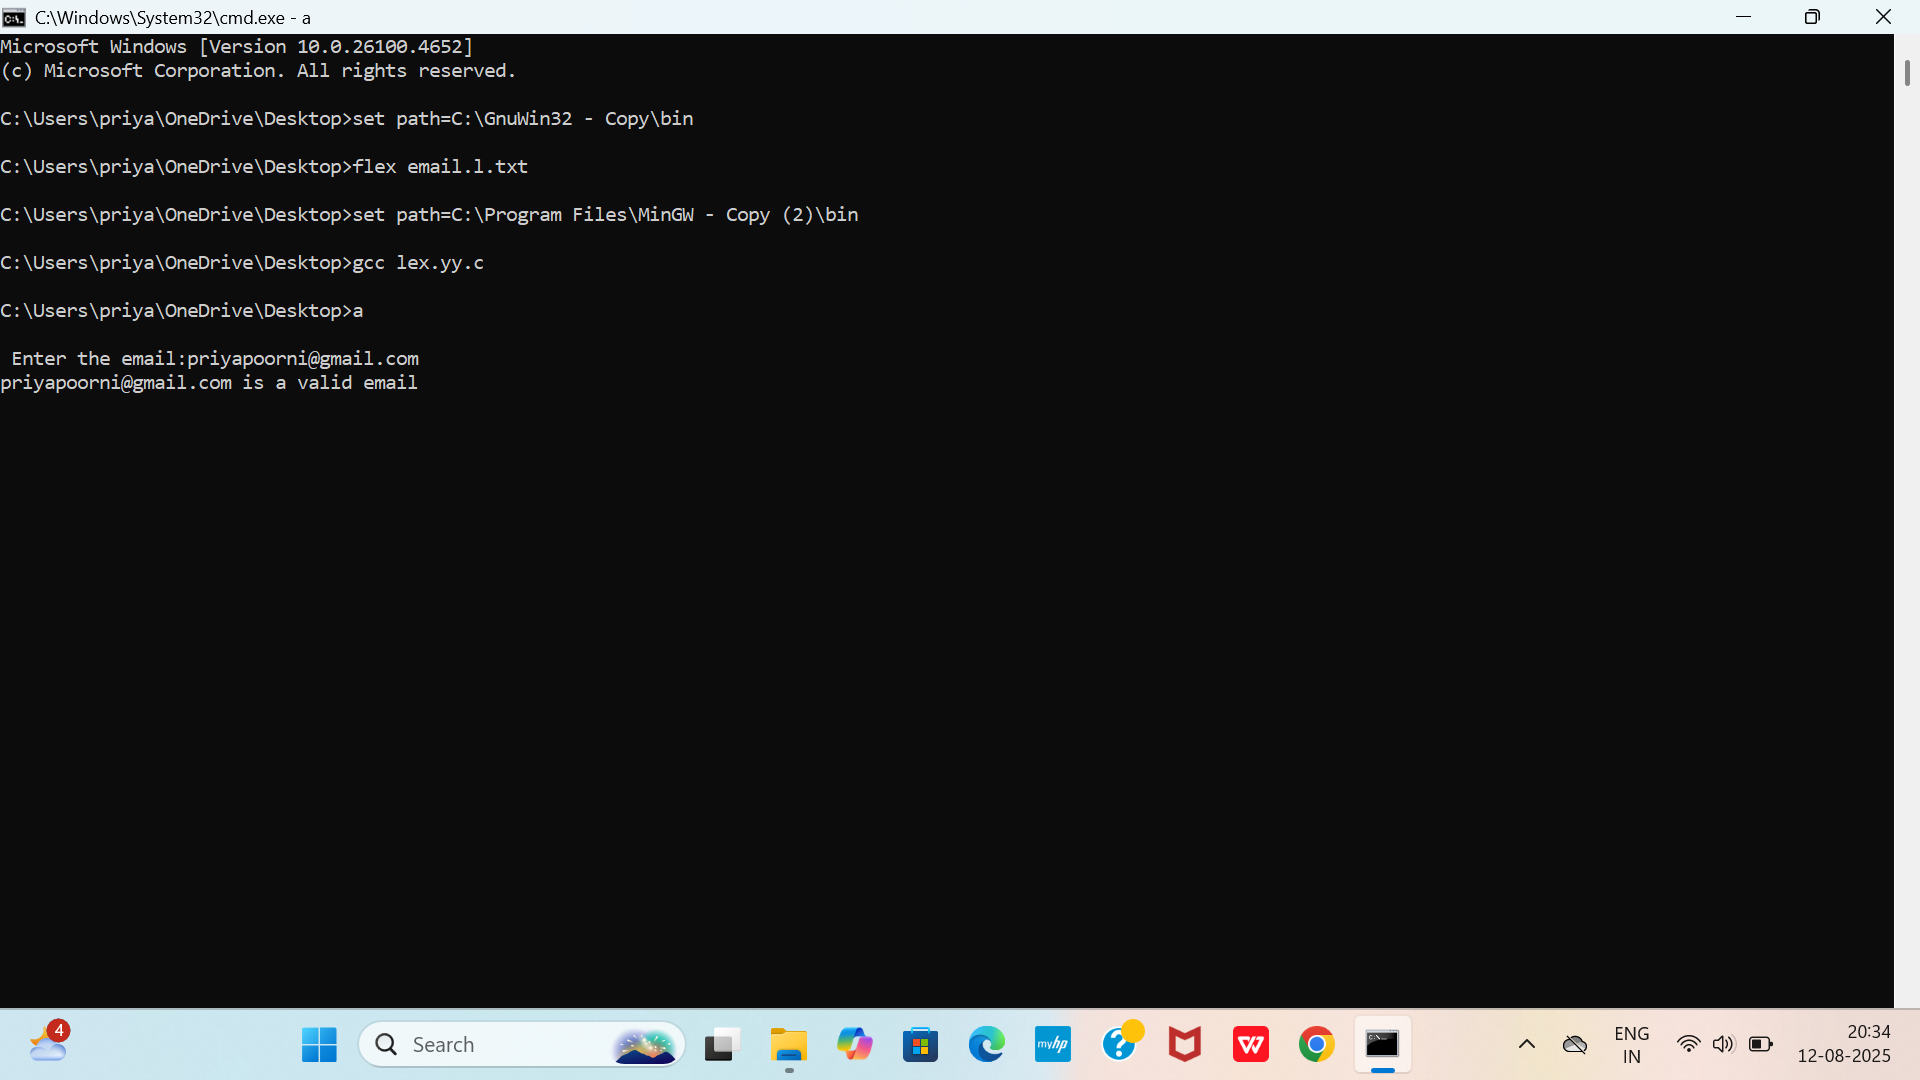 C:\Windows\System32\cmd.exe - a
Microsoft Windows [Version 10.0.26100.4652]
(c) Microsoft Corporation. All rights reserved.
C:\Users\priya\OneDrive\Desktop>set path=C:\GnuWin32 - Copy\bin
C:\Users\priya\OneDrive\Desktop>flex email.l.txt
C:\Users\priya\OneDrive\Desktop>set path=C:\Program Files\MinGW - Copy (2)\bin
C:\Users\priya\OneDrive\Desktop>gcc lex.yy.c
C:\Users\priya\OneDrive\Desktop>a
Enter the email:priyapoorni@gmail.com
priyapoorni@gmail.com is a valid email
4
Search
myhp
ENG
IN
20:34
12-08-2025